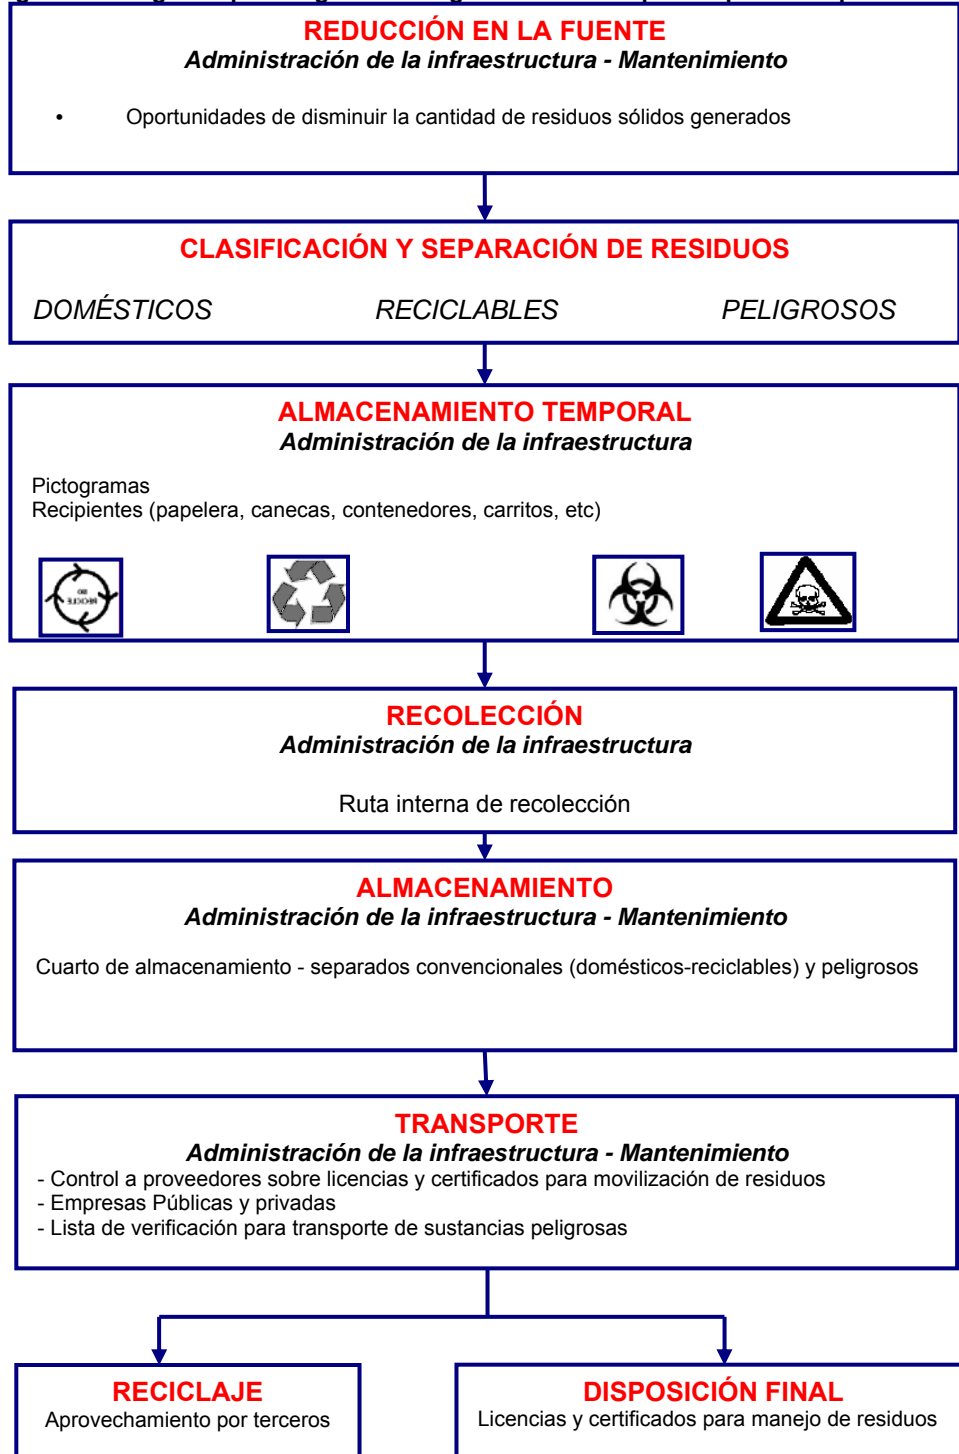 REDUCCIÓN EN LA FUENTE
Administración de la infraestructura - Mantenimiento
• Oportunidades de disminuir la cantidad de residuos sólidos generados
CLASIFICACIÓN Y SEPARACIÓN DE RESIDUOS
DOMÉSTICOS RECICLABLES PELIGROSOS
ALMACENAMIENTO TEMPORAL
Administración de la infraestructura
Pictogramas
Recipientes (papelera, canecas, contenedores, carritos, etc)
RECOLECCIÓN
Administración de la infraestructura
Ruta interna de recolección
ALMACENAMIENTO
Administración de la infraestructura - Mantenimiento
Cuarto de almacenamiento - separados convencionales (domésticos-reciclables) y peligrosos
TRANSPORTE
Administración de la infraestructura - Mantenimiento
- Control a proveedores sobre licencias y certificados para movilización de residuos
- Empresas Públicas y privadas
- Lista de verificación para transporte de sustancias peligrosas
RECICLAJE
Aprovechamiento por terceros
DISPOSICIÓN FINAL
Licencias y certificados para manejo de residuos